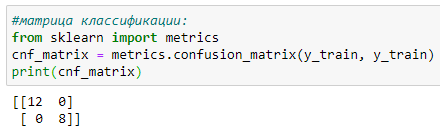 #матрица классификации:
from sklearn import metrics
cnf_matrix = metrics.confusion_matrix(y_train, y_train)
print(cnf_matrix)
[[12  0]
 [ 0  8]]